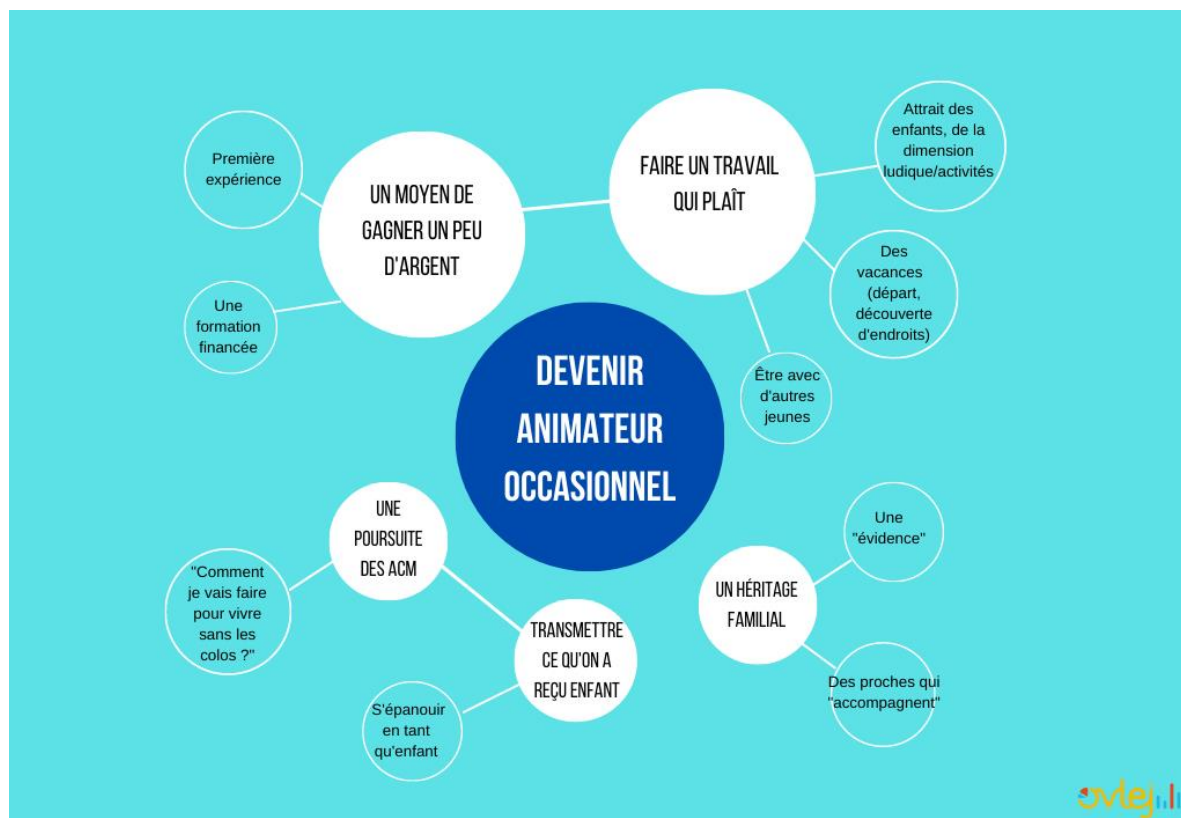 Première
expérience
UN MOYEN DE
GAGNER UN PEU
D'ARGENT
Une
formation
financée
FAIRE UN TRAVAIL
QUI PLAÎT
Attrait des
enfants, de la
dimension
ludique/activités
Des
vacances
(départ,
découverte
d'endroits)
Être avec
d'autres
jeunes
DEVENIR
ANIMATEUR
OCCASIONNEL
UNE
POURSUITE
DES ACM
"Comment
je vais faire
pour vivre
sans les
colos ?"
TRANSMETTRE
CE QU'ON A
REÇU ENFANT
S'épanouir
en tant
qu'enfant
UN HÉRITAGE
FAMILIAL
Une
"évidence"
Des proches qui
"accompagnent"
ovlej